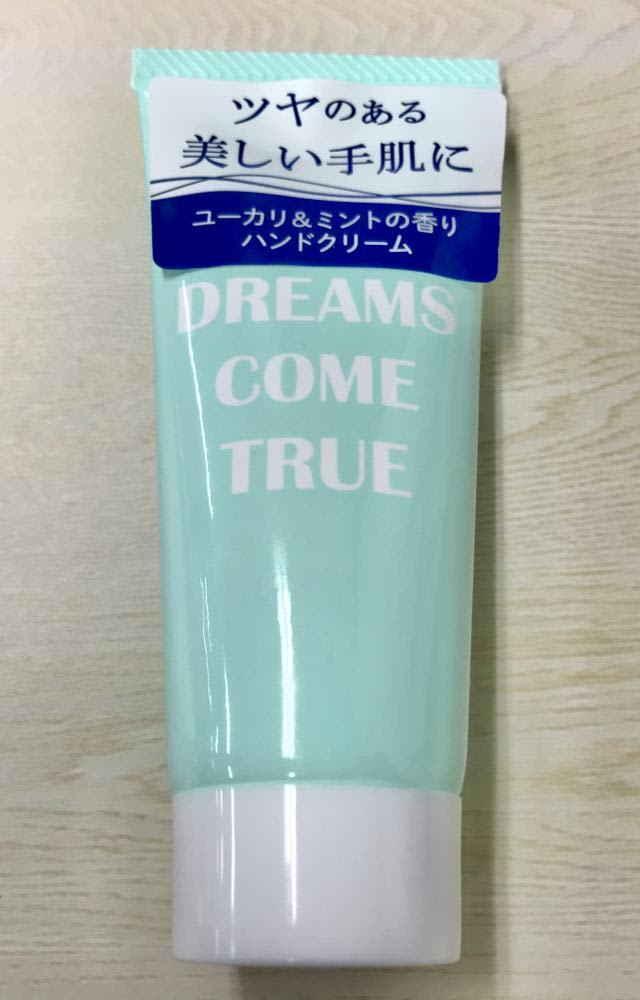 ツヤのある
美しい手肌に
ユーカリ&ミントの香り
ハンドクリーム
DREAMS
COME
TRUE